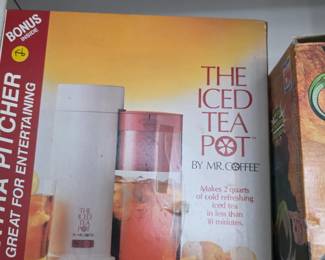 BONUS
INSIDE
PITCHER
GREAT FOR ENTERTAINING
THE
ICED
TEA
POT™
BY MR. COFFEE®
Makes 2 quarts
of cold refreshing
iced tea
in less than
10 minutes.
THE
ICED
TEA
POT